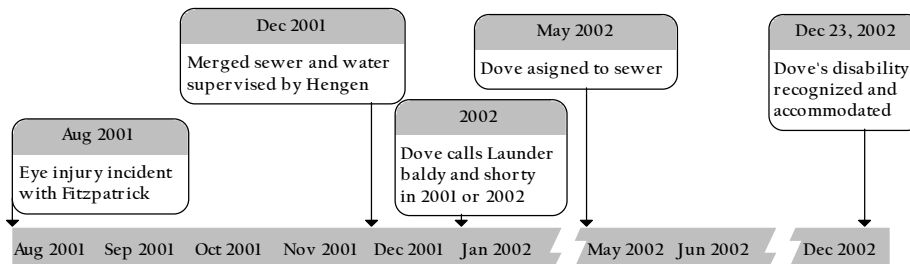 Dec 2001
Merged sewer and water
supervised by Hengen
May 2002
Dove asigned to sewer
Dec 23, 2002
Dove's disability
recognized and
accommodated
Aug 2001
Eye injury incident
with Fitzpatrick
2002
Dove calls Launder
baldy and shorty
in 2001 or 2002
Aug 2001 Sep 2001 Oct 2001 Nov 2001 Dec 2001 Jan 2002 May 2002 Jun 2002 Dec 2002